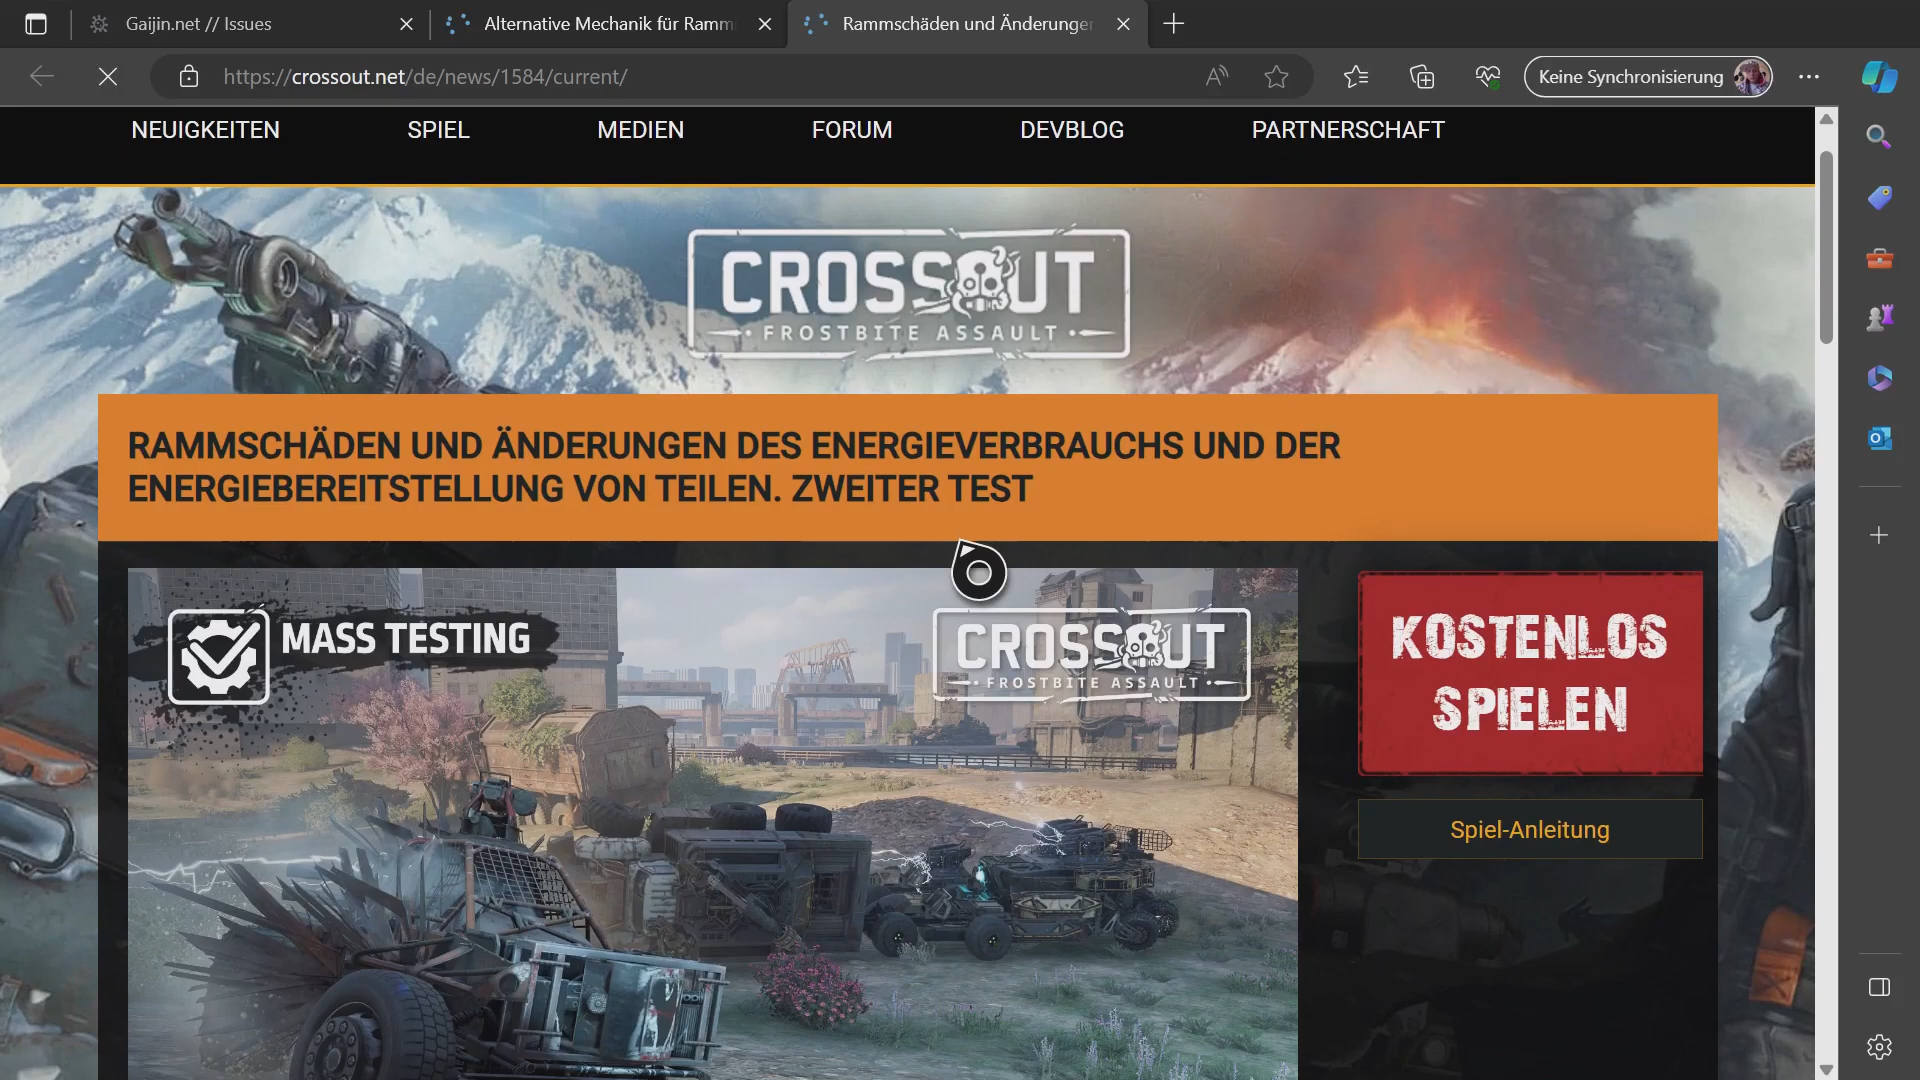 Gaijin.net // Issues
Alternative Mechanik für Ramm
Rammschäden und Änderungen
https://crossout.net/de/news/1584/current/
Keine Synchronisierung
NEUIGKEITEN
SPIEL
MEDIEN
FORUM
DEVBLOG
PARTNERSCHAFT
CROSSOUT
FROSTBITE ASSAULT
RAMMSCHÄDEN UND ÄNDERUNGEN DES ENERGIEVERBRAUCHS UND DER
ENERGIEBEREITSTELLUNG VON TEILEN. ZWEITER TEST
MASS TESTING
CROSSOUT
FROSTBITE ASSAULT
KOSTENLOS
SPIELEN
Spiel-Anleitung